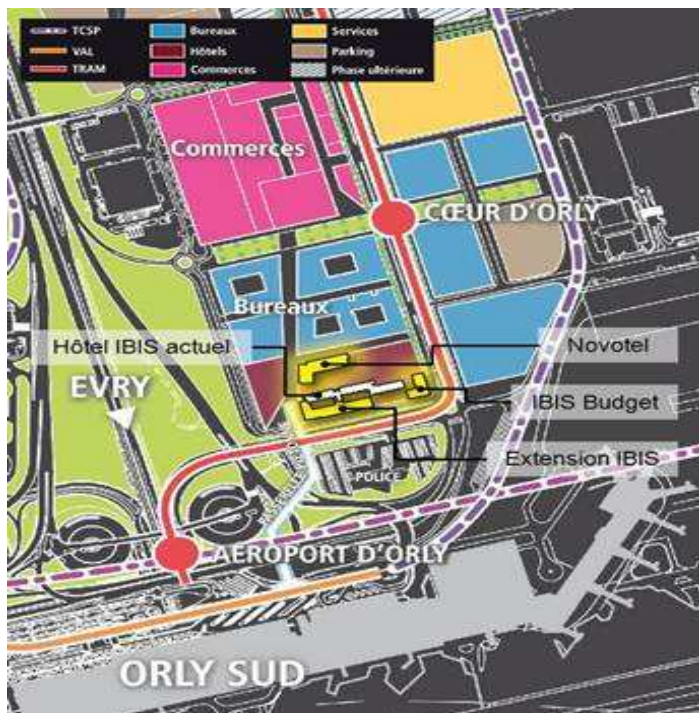 TCSP
VAL
TRAM
Bureaux
Hôtels
Commerces
Services
Parking
Phase ultérieure
Commerces
CŒUR D'ORLY
Bureaux
Hôtel IBIS actuel
Novotel
EVRY
IBIS Budget
Extension IBIS
POLICE
AÉROPORT D'ORLY
ORLY SUD